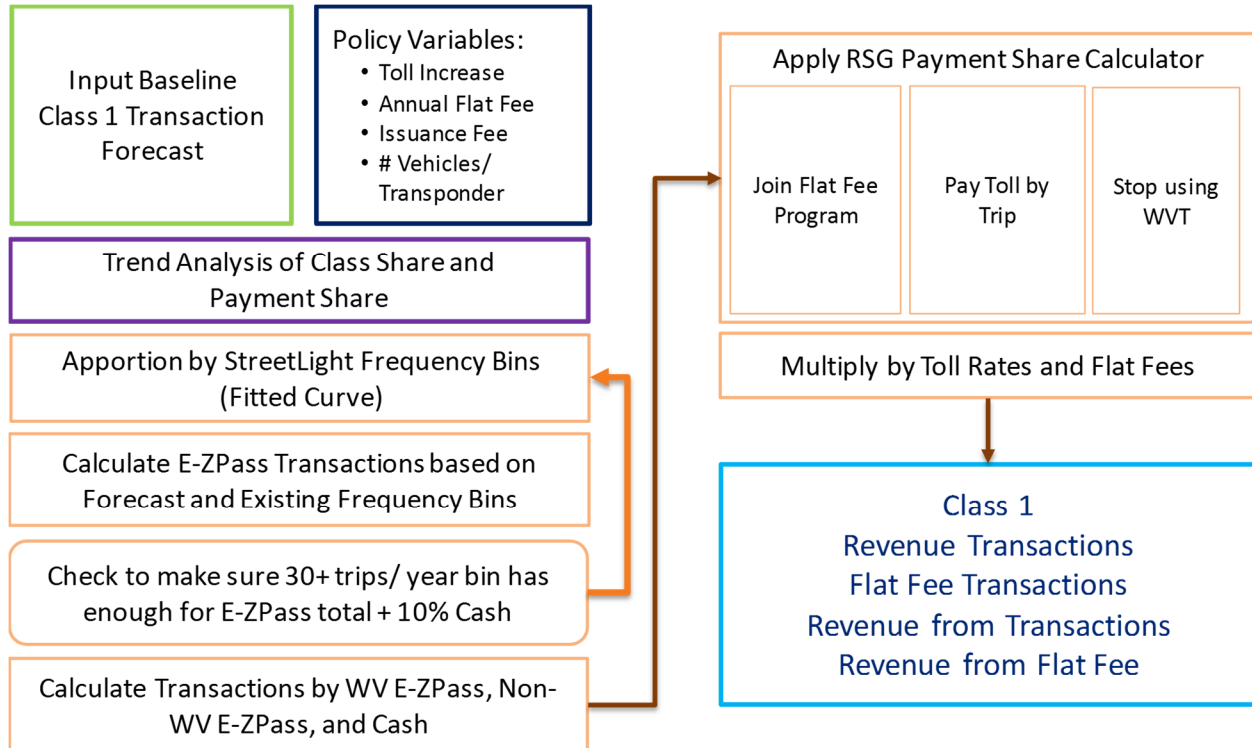 Input Baseline
Class 1 Transaction
Forecast
Policy Variables:
• Toll Increase
• Annual Flat Fee
• Issuance Fee
• # Vehicles/
Transponder
Trend Analysis of Class Share and
Payment Share
Apportion by StreetLight Frequency Bins
(Fitted Curve)
Calculate E-ZPass Transactions based on
Forecast and Existing Frequency Bins
Check to make sure 30+ trips/ year bin has
enough for E-ZPass total + 10% Cash
Calculate Transactions by WV E-ZPass, Non-
WV E-ZPass, and Cash
Apply RSG Payment Share Calculator
Join Flat Fee
Program
Pay Toll by
Trip
Stop using
WVT
Multiply by Toll Rates and Flat Fees
Class 1
Revenue Transactions
Flat Fee Transactions
Revenue from Transactions
Revenue from Flat Fee